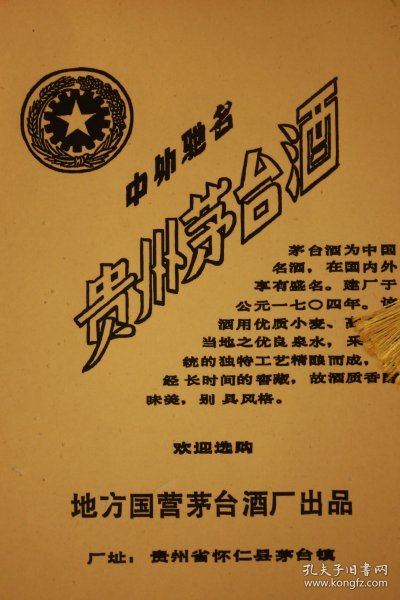 中外驰名
贵州茅台酒
茅台酒为中国
名酒，在国内外
享有盛名。建厂于
公元一七〇四年。该
酒用优质小麦、高
当地之优良泉水，采
统的独特工艺精酿而成，
经长时间的窖藏，故酒质香
味美，别具风格。
欢迎选购
地方国营茅台酒厂出品
厂址：贵州省怀仁县茅台镇
孔夫子旧书网
www.kongfz.com